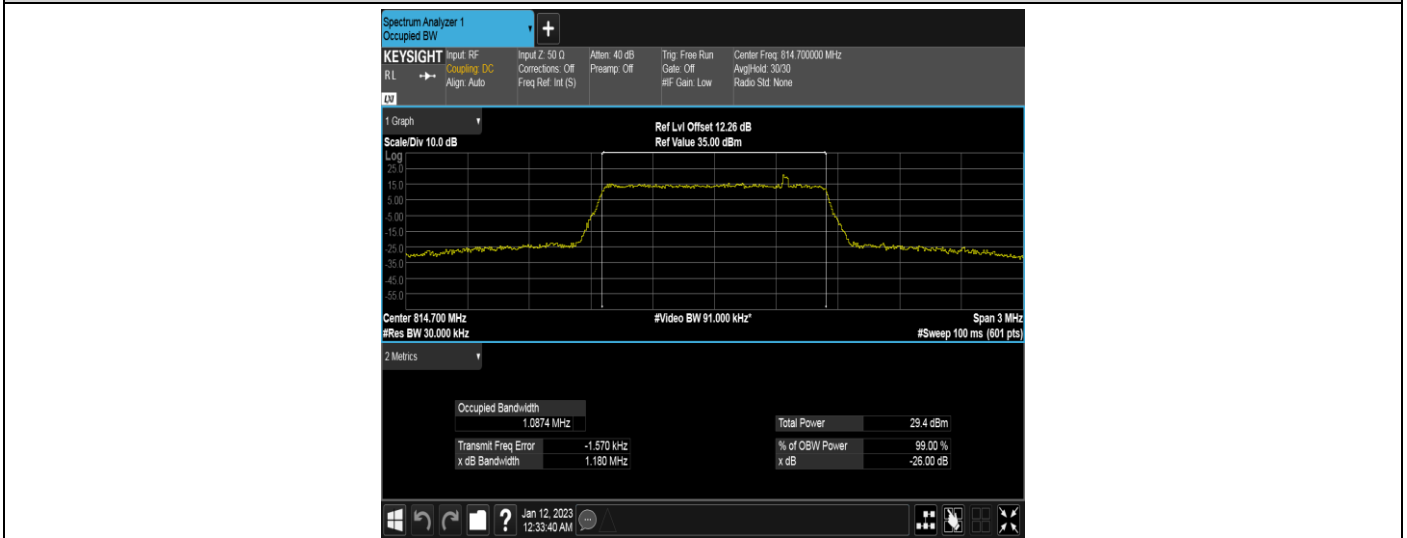 Spectrum Analyzer 1
Occupied BW
+
KEYSIGHT Input: RF Input Z: 50 Ω Atten: 40 dB Trig: Free Run Center Freq: 814.700000 MHz
RL Coupling: DC Corrections: Off Preamp: Off Gate: Off Avg|Hold: 30/30
Align: Auto Freq Ref: Int (S) #IF Gain: Low Radio Std: None
LXI
1 Graph Ref Lvl Offset 12.26 dB
Scale/Div 10.0 dB Ref Value 35.00 dBm
Log
25.0
15.0
5.00
-5.00
-15.0
-25.0
-35.0
-45.0
-55.0
Center 814.700 MHz #Video BW 91.000 kHz* Span 3 MHz
#Res BW 30.000 kHz #Sweep 100 ms (601 pts)
2 Metrics
Occupied Bandwidth
1.0874 MHz Total Power 29.4 dBm
Transmit Freq Error -1.570 kHz % of OBW Power 99.00 %
x dB Bandwidth 1.180 MHz x dB -26.00 dB
? Jan 12, 2023
12:33:40 AM